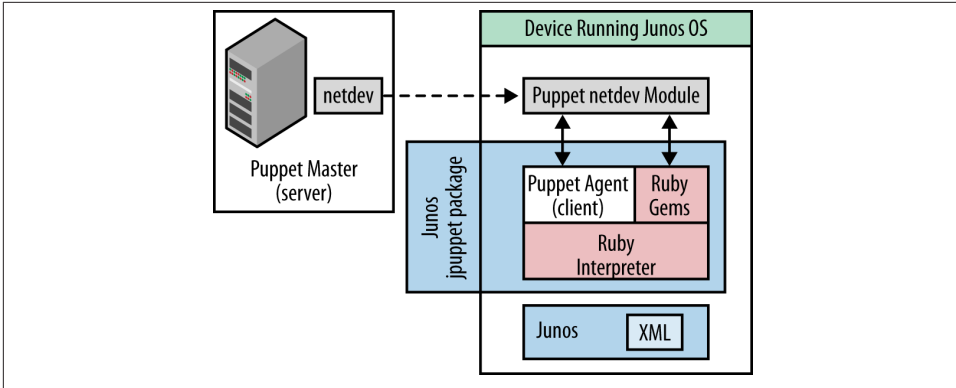 netdev
Puppet Master
(server)
Device Running Junos OS
Puppet netdev Module
Junos
jpuppet package
Puppet Agent
(client)
Ruby
Gems
Ruby
Interpreter
Junos
XML